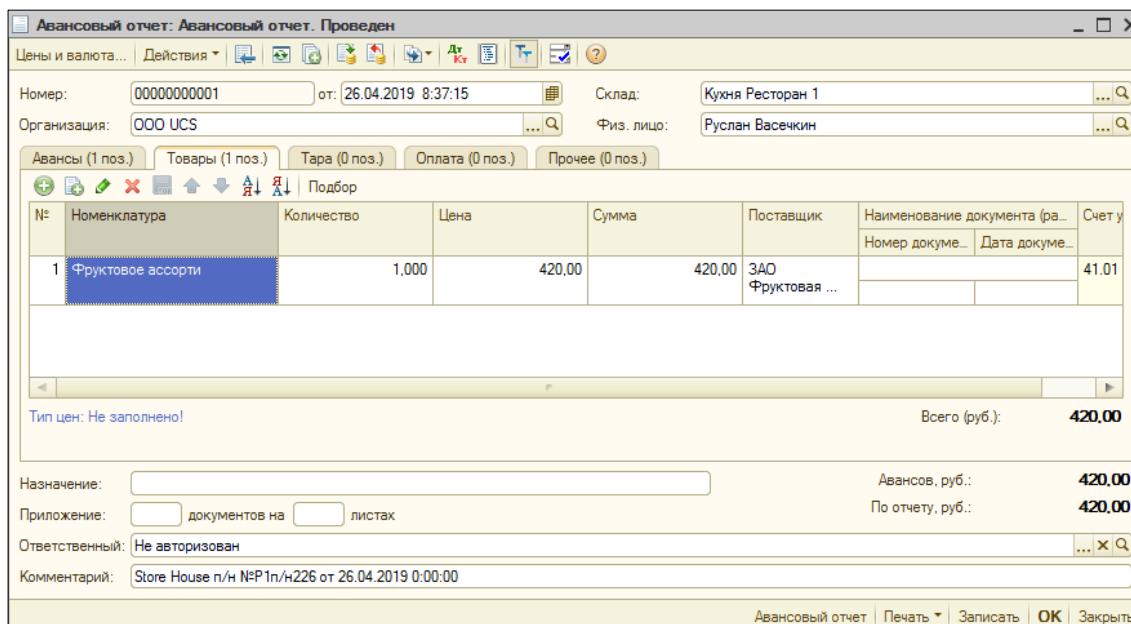 Авансовый отчет: Авансовый отчет. Проведен
Цены и валюта... Действия
Номер: 00000000001 от: 26.04.2019 8:37:15 Склад: Кухня Ресторан 1
Организация: ООО UCS Физ. лицо: Руслан Васечкин
Авансы (1 поз.) Товары (1 поз.) Тара (0 поз.) Оплата (0 поз.) Прочее (0 поз.)
Подбор
№ Номенклатура Количество Цена Сумма Поставщик Наименование документа (ра... Счет у
Номер докуме... Дата докуме...
1 Фруктовое ассорти 1,000 420,00 420,00 ЗАО 41.01
Фруктовая ...
Тип цен: Не заполнено! Всего (руб.): 420,00
Назначение: Авансов, руб.: 420,00
Приложение: документов на листах По отчету, руб.: 420,00
Ответственный: Не авторизован
Комментарий: Store House п/н №Р1п/н226 от 26.04.2019 0:00:00
Авансовый отчет Печать Записать OK Закрыть